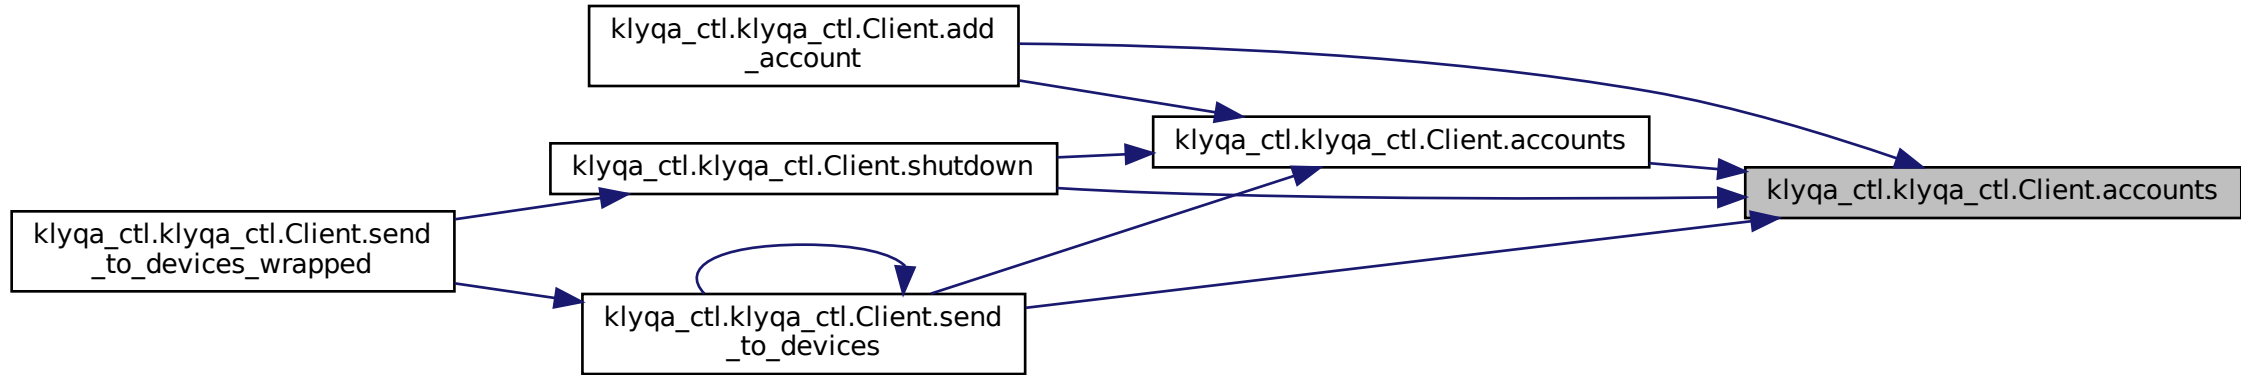 klyqa_ctl.klyqa_ctl.Client.add
_account
klyqa_ctl.klyqa_ctl.Client.accounts
klyqa_ctl.klyqa_ctl.Client.shutdown
klyqa_ctl.klyqa_ctl.Client.accounts
klyqa_ctl.klyqa_ctl.Client.send
_to_devices_wrapped
klyqa_ctl.klyqa_ctl.Client.send
_to_devices